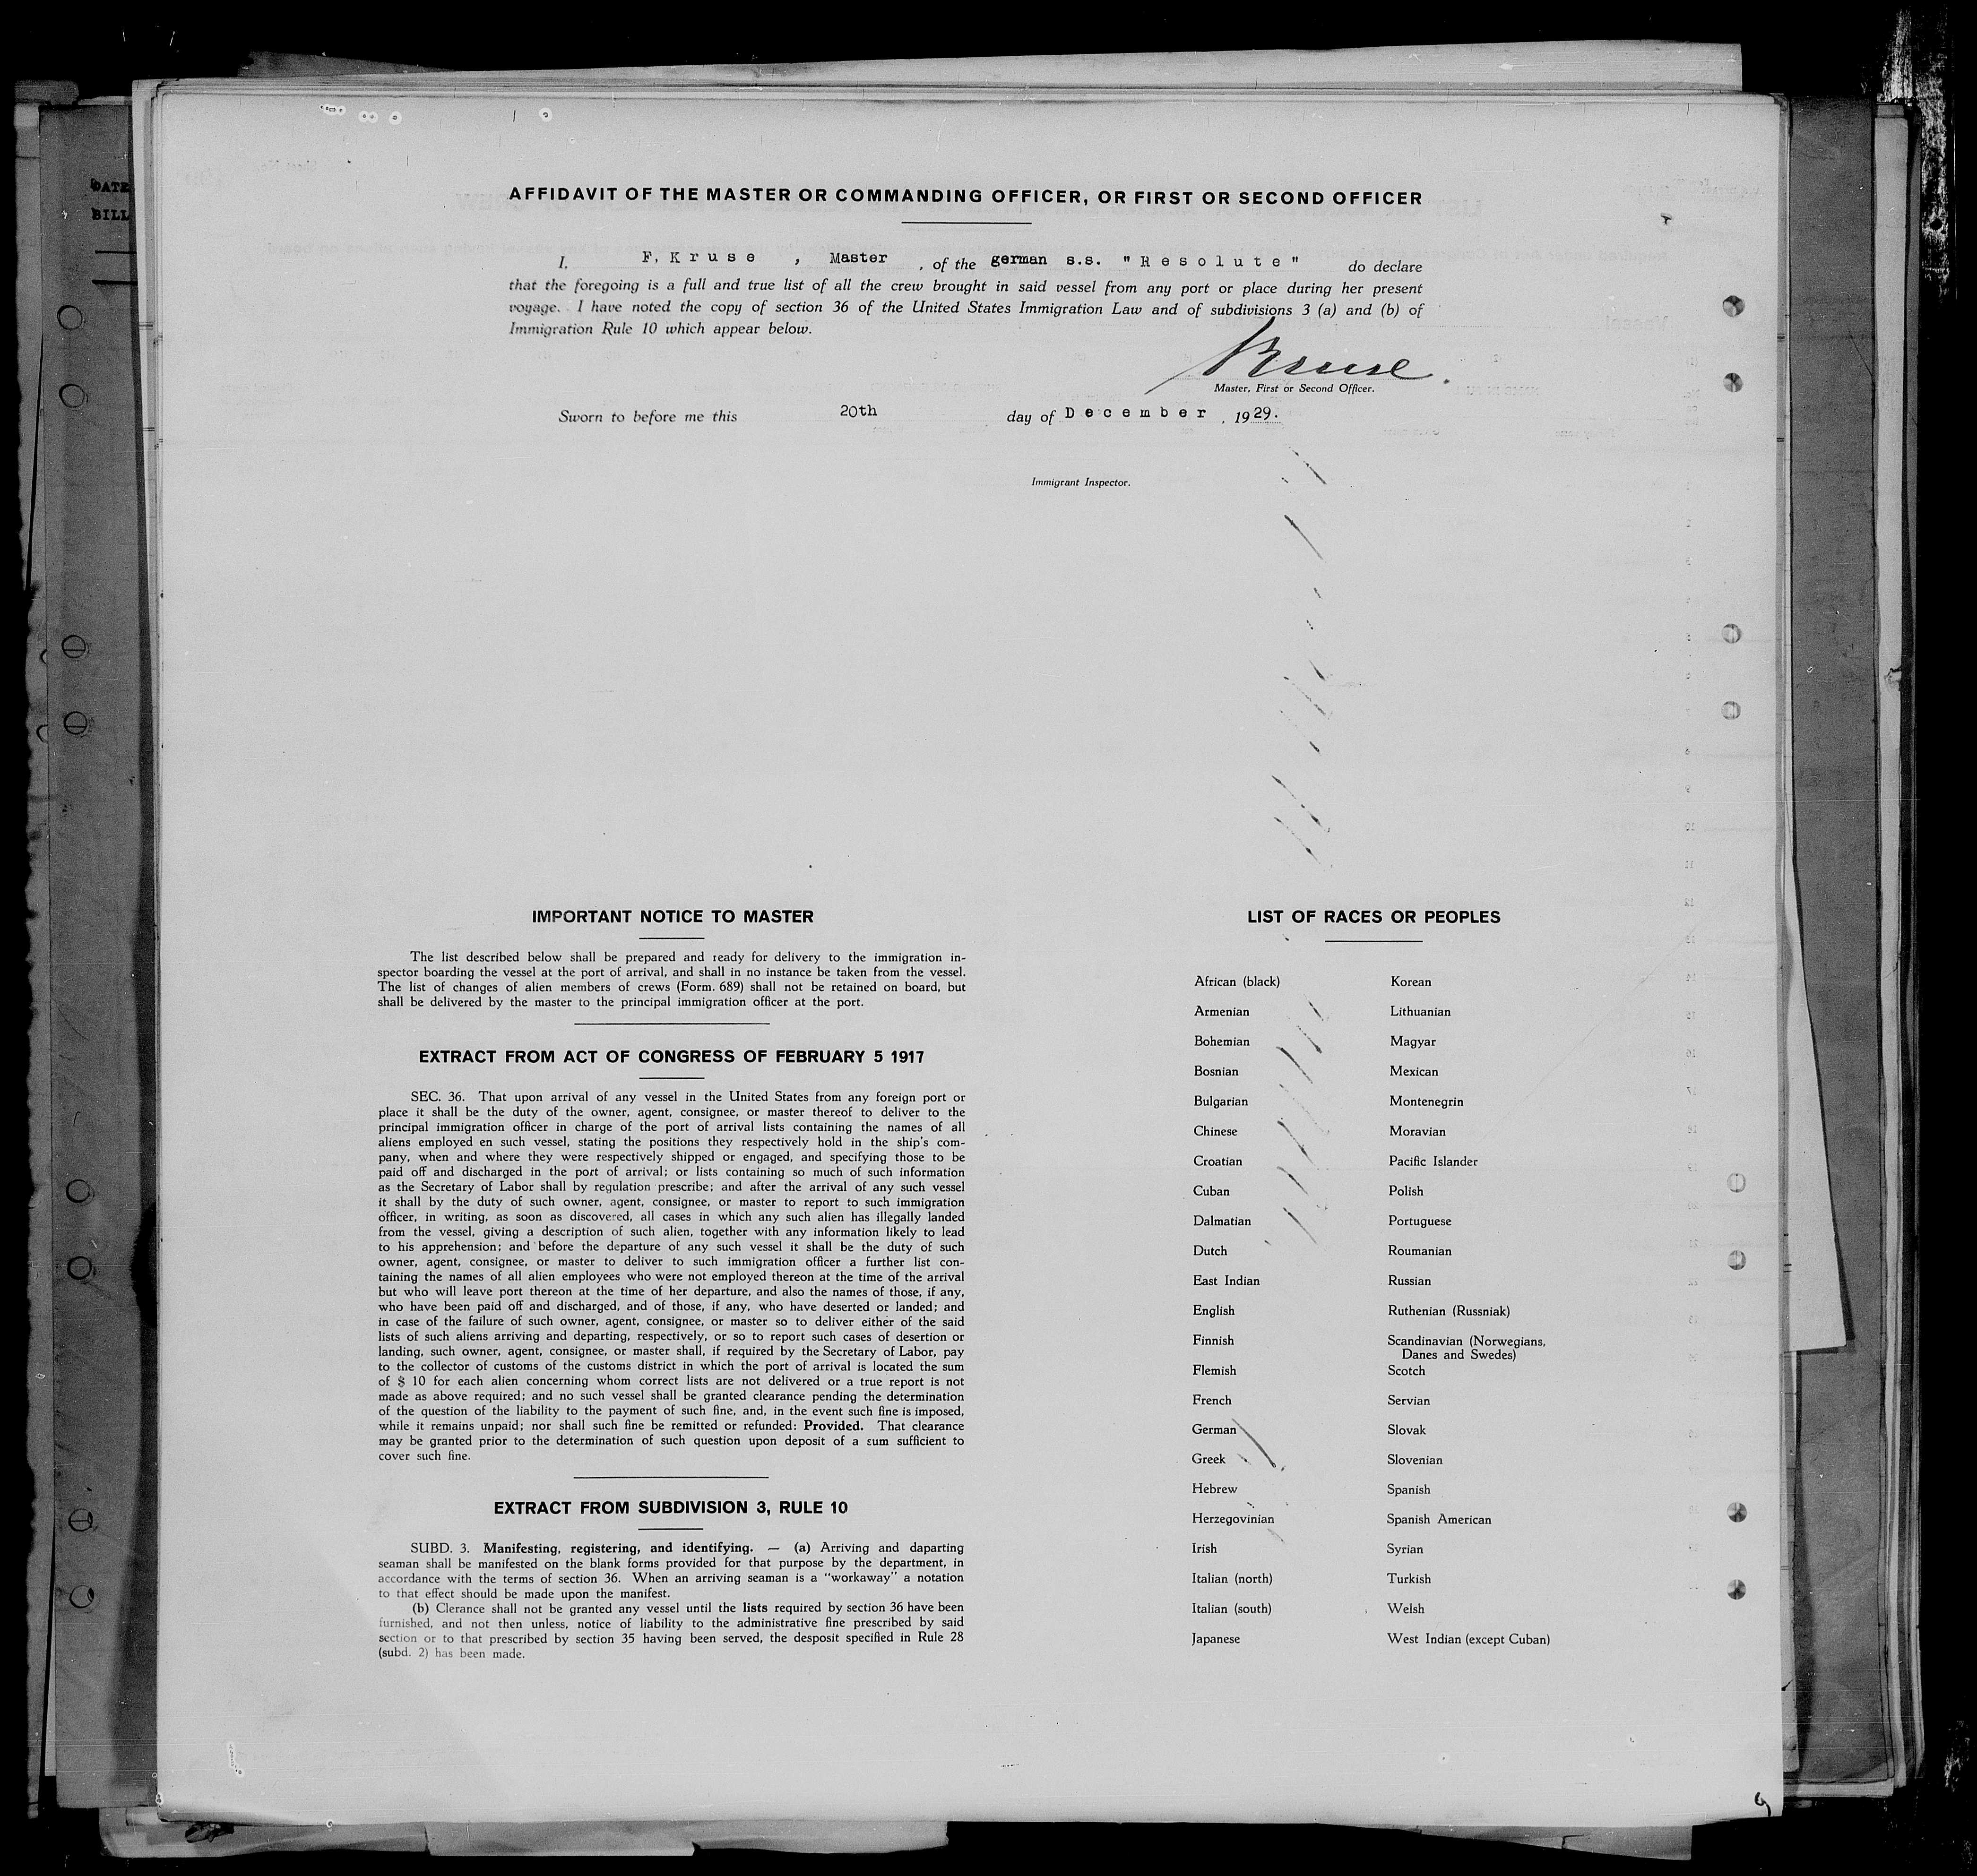 DATE
BILL
AFFIDAVIT OF THE MASTER OR COMMANDING OFFICER, OR FIRST OR SECOND OFFICER
I, F. Kruse , Master , of the german s.s. "Resolute" do declare
that the foregoing is a full and true list of all the crew brought in said vessel from any port or place during her present
voyage. I have noted the copy of section 36 of the United States Immigration Law and of subdivisions 3 (a) and (b) of
Immigration Rule 10 which appear below.
Kruse.
Master, First or Second Officer.
Sworn to before me this 20th day of December , 1929.
Immigrant Inspector.
IMPORTANT NOTICE TO MASTER
The list described below shall be prepared and ready for delivery to the immigration in-
spector boarding the vessel at the port of arrival, and shall in no instance be taken from the vessel.
The list of changes of alien members of crews (Form. 689) shall not be retained on board, but
shall be delivered by the master to the principal immigration officer at the port.
EXTRACT FROM ACT OF CONGRESS OF FEBRUARY 5 1917
SEC. 36. That upon arrival of any vessel in the United States from any foreign port or
place it shall be the duty of the owner, agent, consignee, or master thereof to deliver to the
principal immigration officer in charge of the port of arrival lists containing the names of all
aliens employed en such vessel, stating the positions they respectively hold in the ship's com-
pany, when and where they were respectively shipped or engaged, and specifying those to be
paid off and discharged in the port of arrival; or lists containing so much of such information
as the Secretary of Labor shall by regulation prescribe; and after the arrival of any such vessel
it shall by the duty of such owner, agent, consignee, or master to report to such immigration
officer, in writing, as soon as discovered, all cases in which any such alien has illegally landed
from the vessel, giving a description of such alien, together with any information likely to lead
to his apprehension; and before the departure of any such vessel it shall be the duty of such
owner, agent, consignee, or master to deliver to such immigration officer a further list con-
taining the names of all alien employees who were not employed thereon at the time of the arrival
but who will leave port thereon at the time of her departure, and also the names of those, if any,
who have been paid off and discharged, and of those, if any, who have deserted or landed; and
in case of the failure of such owner, agent, consignee, or master so to deliver either of the said
lists of such aliens arriving and departing, respectively, or so to report such cases of desertion or
landing, such owner, agent, consignee, or master shall, if required by the Secretary of Labor, pay
to the collector of customs of the customs district in which the port of arrival is located the sum
of $ 10 for each alien concerning whom correct lists are not delivered or a true report is not
made as above required; and no such vessel shall be granted clearance pending the determination
of the question of the liability to the payment of such fine, and, in the event such fine is imposed,
while it remains unpaid; nor shall such fine be remitted or refunded: Provided. That clearance
may be granted prior to the determination of such question upon deposit of a sum sufficient to
cover such fine.
EXTRACT FROM SUBDIVISION 3, RULE 10
SUBD. 3. Manifesting, registering, and identifying. — (a) Arriving and daparting
seaman shall be manifested on the blank forms provided for that purpose by the department, in
accordance with the terms of section 36. When an arriving seaman is a "workaway" a notation
to that effect should be made upon the manifest.
(b) Clerance shall not be granted any vessel until the lists required by section 36 have been
furnished, and not then unless, notice of liability to the administrative fine prescribed by said
section or to that prescribed by section 35 having been served, the desposit specified in Rule 28
(subd. 2) has been made.
LIST OF RACES OR PEOPLES
African (black)
Armenian
Bohemian
Bosnian
Bulgarian
Chinese
Croatian
Cuban
Dalmatian
Dutch
East Indian
English
Finnish
Flemish
French
German
Greek
Hebrew
Herzegovinian
Irish
Italian (north)
Italian (south)
Japanese
Korean
Lithuanian
Magyar
Mexican
Montenegrin
Moravian
Pacific Islander
Polish
Portuguese
Roumanian
Russian
Ruthenian (Russniak)
Scandinavian (Norwegians,
Danes and Swedes)
Scotch
Servian
Slovak
Slovenian
Spanish
Spanish American
Syrian
Turkish
Welsh
West Indian (except Cuban)